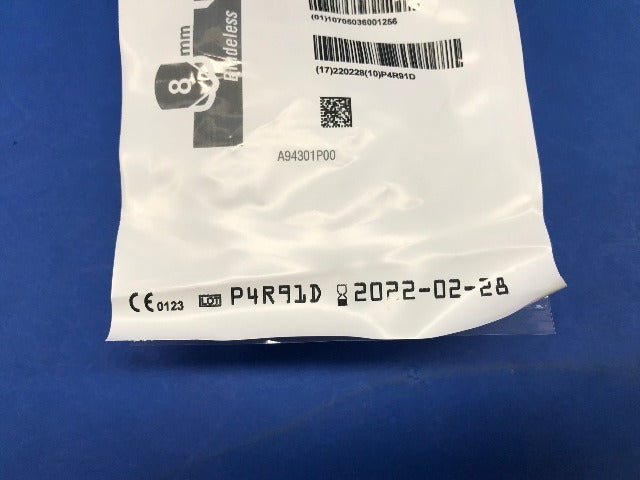 8 mm
Bladeless
(01)10705036001256
(17)220228(10)P4R91D
A94301P00
CE 0123 LOT P4R91D 2022-02-28